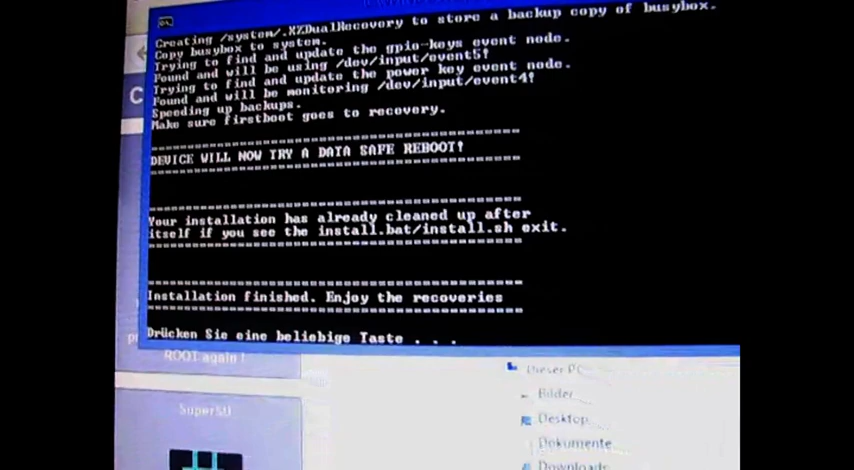 Creating /system/.XZDualRecovery to store a backup copy of busybox.
Copy busybox to system.
Trying to find and update the gpio-keys event node.
Found and will be using /dev/input/event5!
Trying to find and update the power key event node.
Found and will be monitoring /dev/input/event4!
Speeding up backups.
Make sure firstboot goes to recovery.
=============================================
DEVICE WILL NOW TRY A DATA SAFE REBOOT!
=============================================
=============================================
Your installation has already cleaned up after
itself if you see the install.bat/install.sh exit.
=============================================
=============================================
Installation finished. Enjoy the recoveries
=============================================
Drücken Sie eine beliebige Taste . . .
ROOT again !
SuperSU
Dieser PC
Bilder
Desktop
Dokumente
Downloads